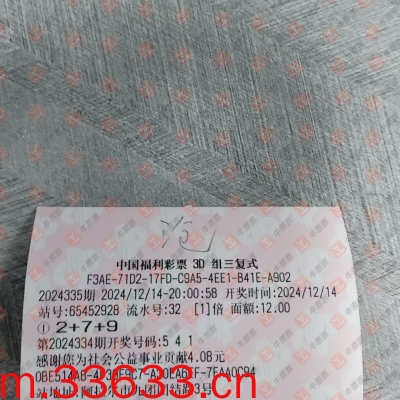 中国福利彩票 3D 组三复式
F3AE-71D2-17FD-C9A5-4EE1-B41E-A902
2024335期 2024/12/14-20:00:58 开奖时间:2024/12/14
站号:65452928 流水号:32 [1]倍 面额:12.00
① 2+7+9
第2024334期开奖号码:5 4 1
感谢您为社会公益事业贡献4.08元
m.33633.cn